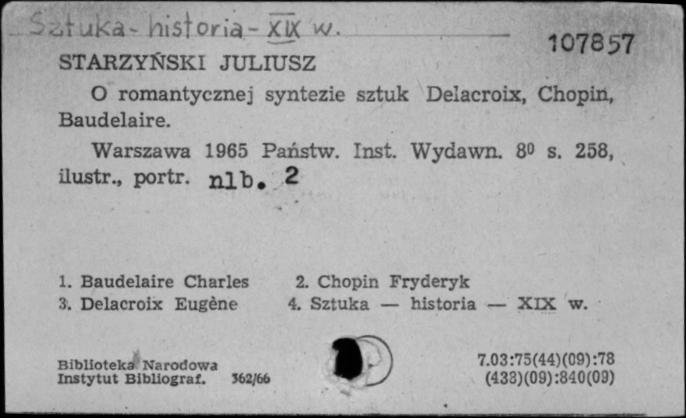 Sztuka - historia - XIX w.
107857
STARZYŃSKI JULIUSZ
O romantycznej syntezie sztuk Delacroix, Chopin,
Baudelaire.
Warszawa 1965 Państw. Inst. Wydawn. 8⁰ s. 258,
ilustr., portr. nlb. 2
1. Baudelaire Charles 2. Chopin Fryderyk
3. Delacroix Eugène 4. Sztuka — historia — XIX w.
Biblioteka Narodowa 7.03:75(44)(09):78
Instytut Bibliograf. 362/66 (438)(09):840(09)